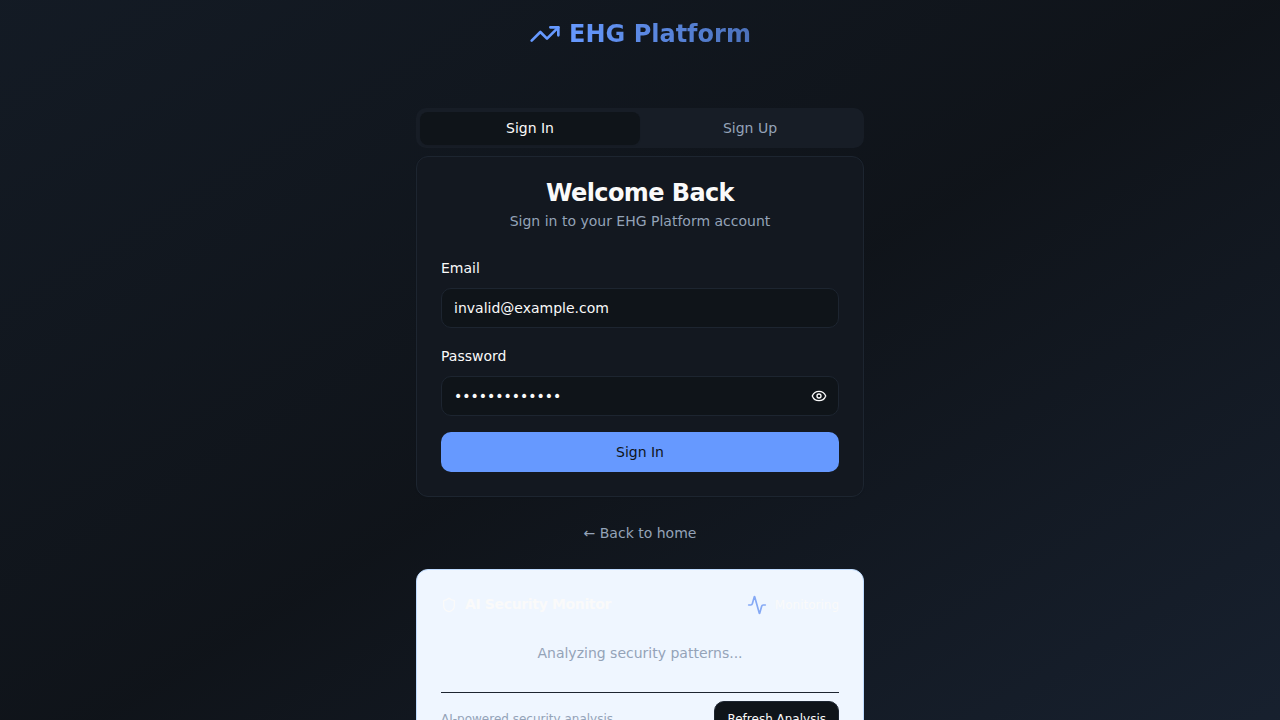 EHG Platform
Sign In
Sign Up
Welcome Back
Sign in to your EHG Platform account
Email
invalid@example.com
Password
•••••••••••••
Sign In
← Back to home
AI Security Monitor
Monitoring
Analyzing security patterns...
AI-powered security analysis
Refresh Analysis